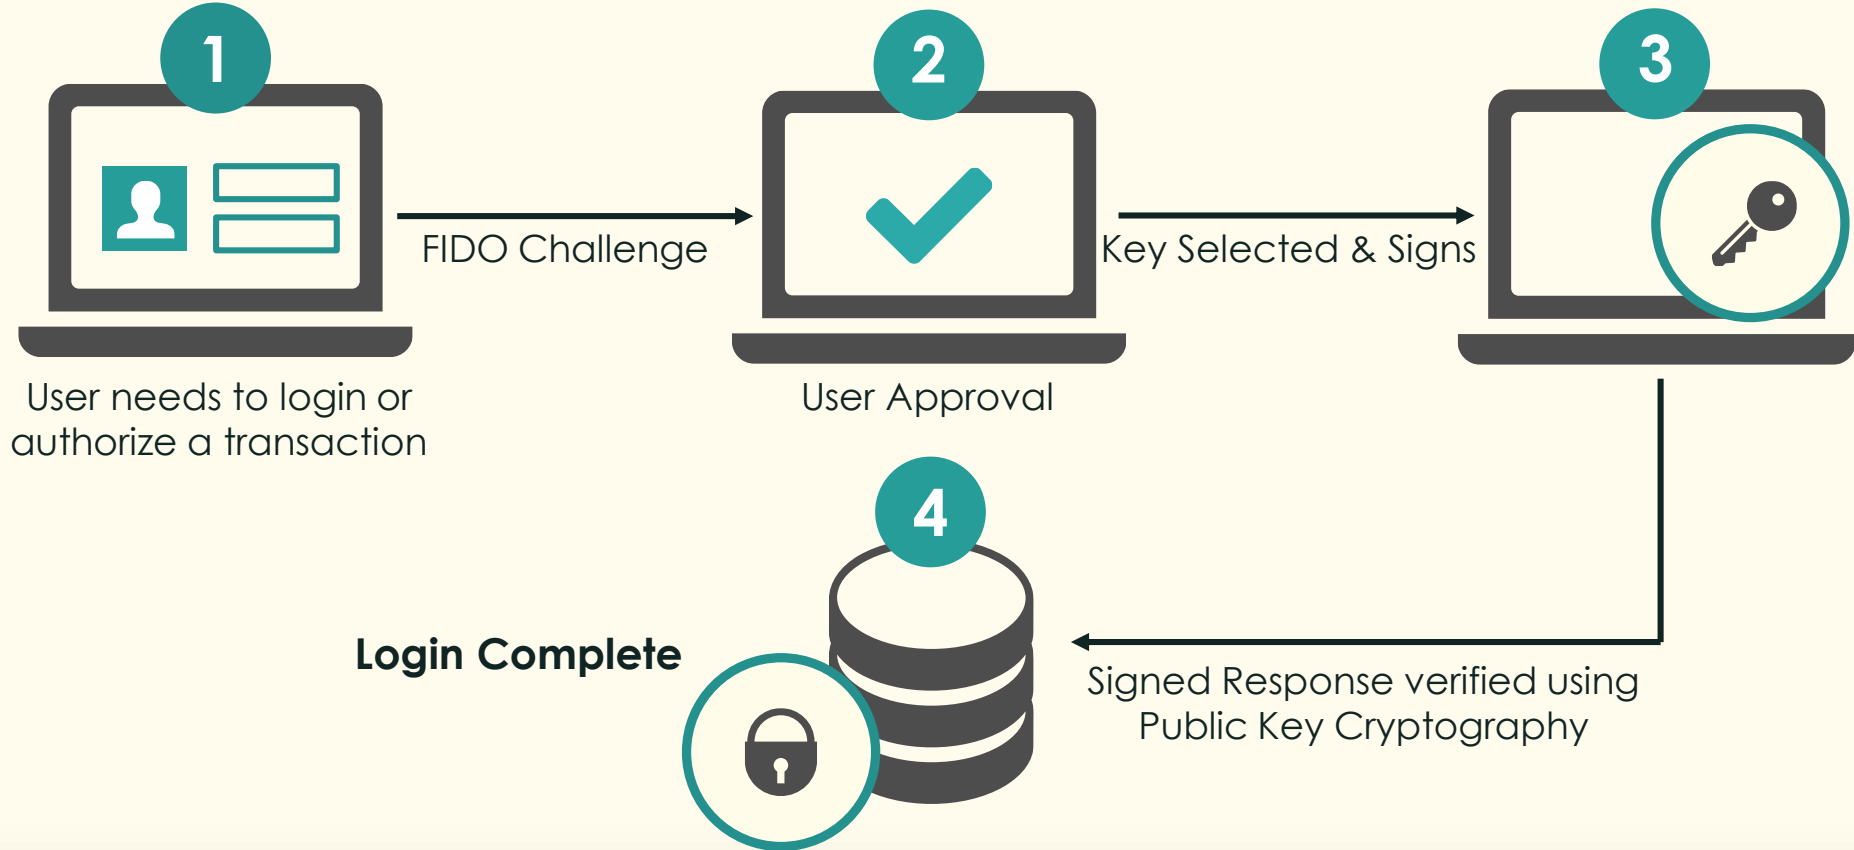 1
2
3
FIDO Challenge
Key Selected & Signs
User needs to login or
authorize a transaction
User Approval
4
Login Complete
Signed Response verified using
Public Key Cryptography